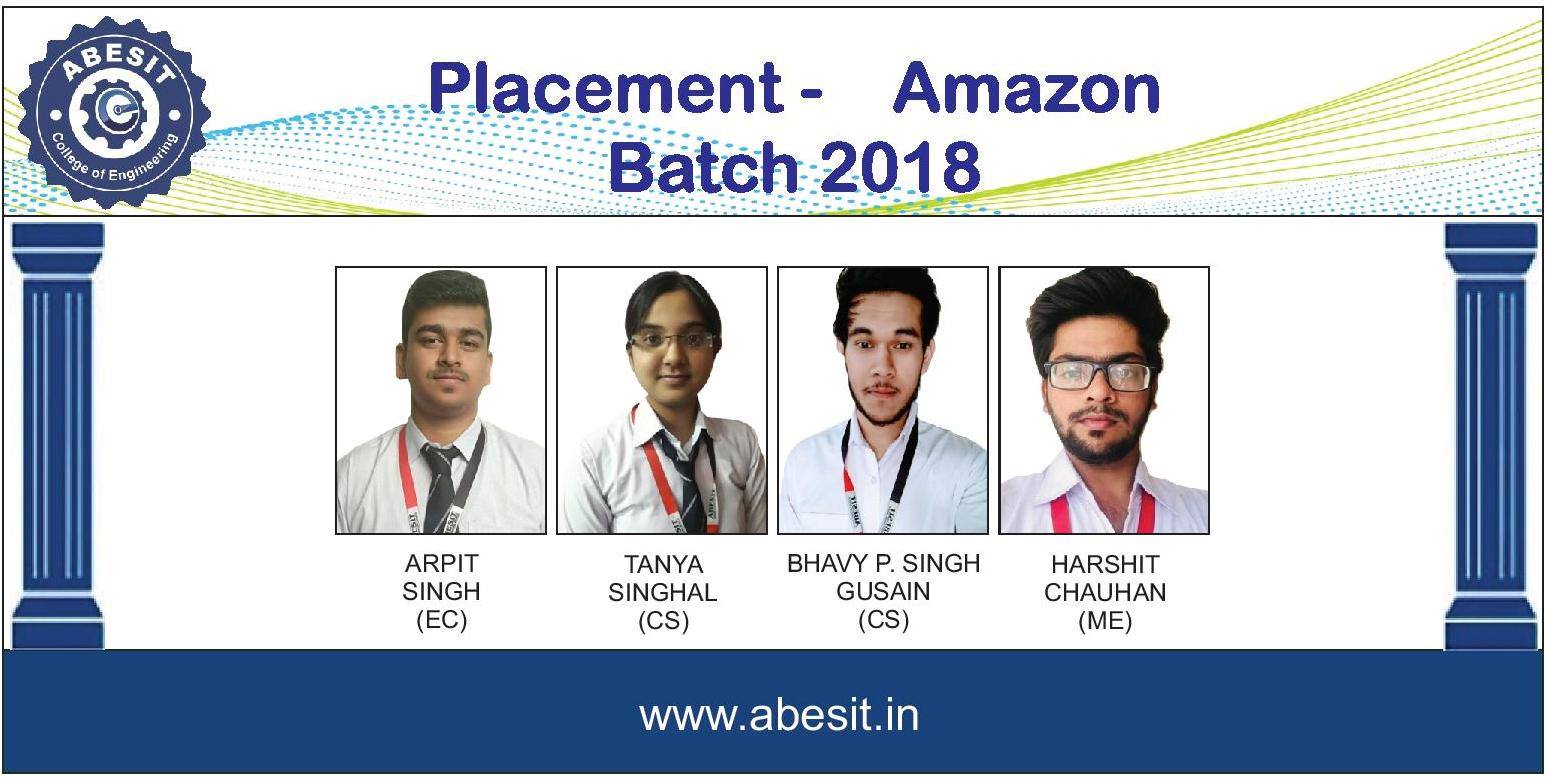 ABESIT
College of Engineering
Placement - Amazon
Batch 2018
ARPIT
SINGH
(EC)
TANYA
SINGHAL
(CS)
BHAVY P. SINGH
GUSAIN
(CS)
HARSHIT
CHAUHAN
(ME)
www.abesit.in